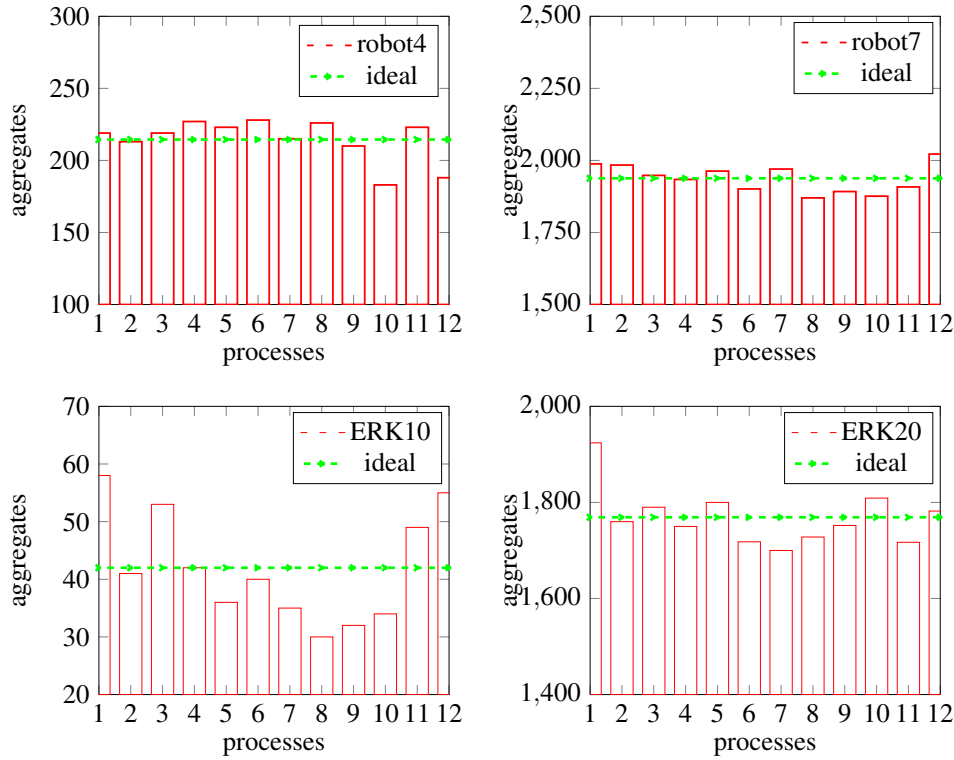 300
250
200
150
100
aggregates
1 2 3 4 5 6 7 8 9 10 11 12
processes
robot4
ideal
2,500
2,250
2,000
1,750
1,500
aggregates
1 2 3 4 5 6 7 8 9 10 11 12
processes
robot7
ideal
70
60
50
40
30
20
aggregates
1 2 3 4 5 6 7 8 9 10 11 12
processes
ERK10
ideal
2,000
1,800
1,600
1,400
aggregates
1 2 3 4 5 6 7 8 9 10 11 12
processes
ERK20
ideal